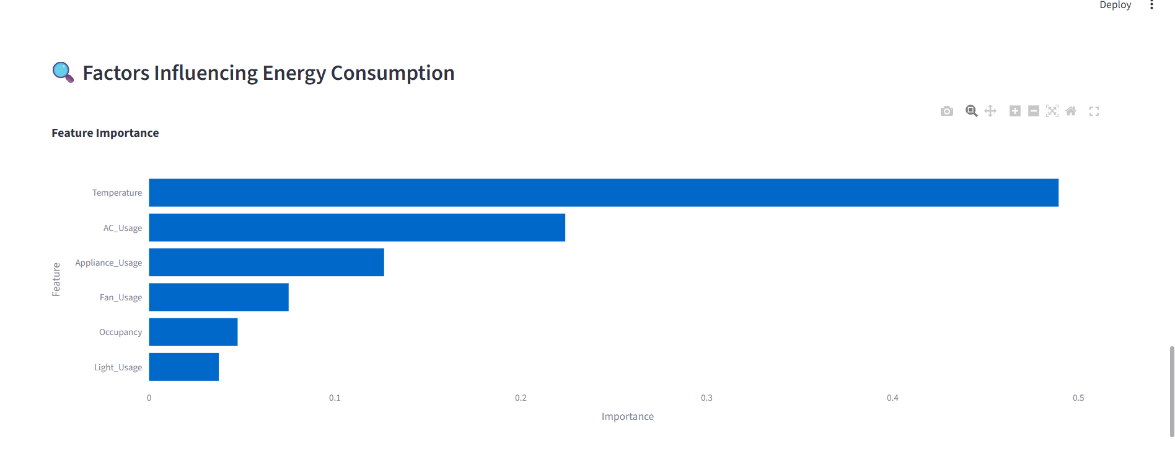 Deploy
Factors Influencing Energy Consumption
Feature Importance
Temperature
AC_Usage
Appliance_Usage
Feature
Fan_Usage
Occupancy
Light_Usage
0 0.1 0.2 0.3 0.4 0.5
Importance